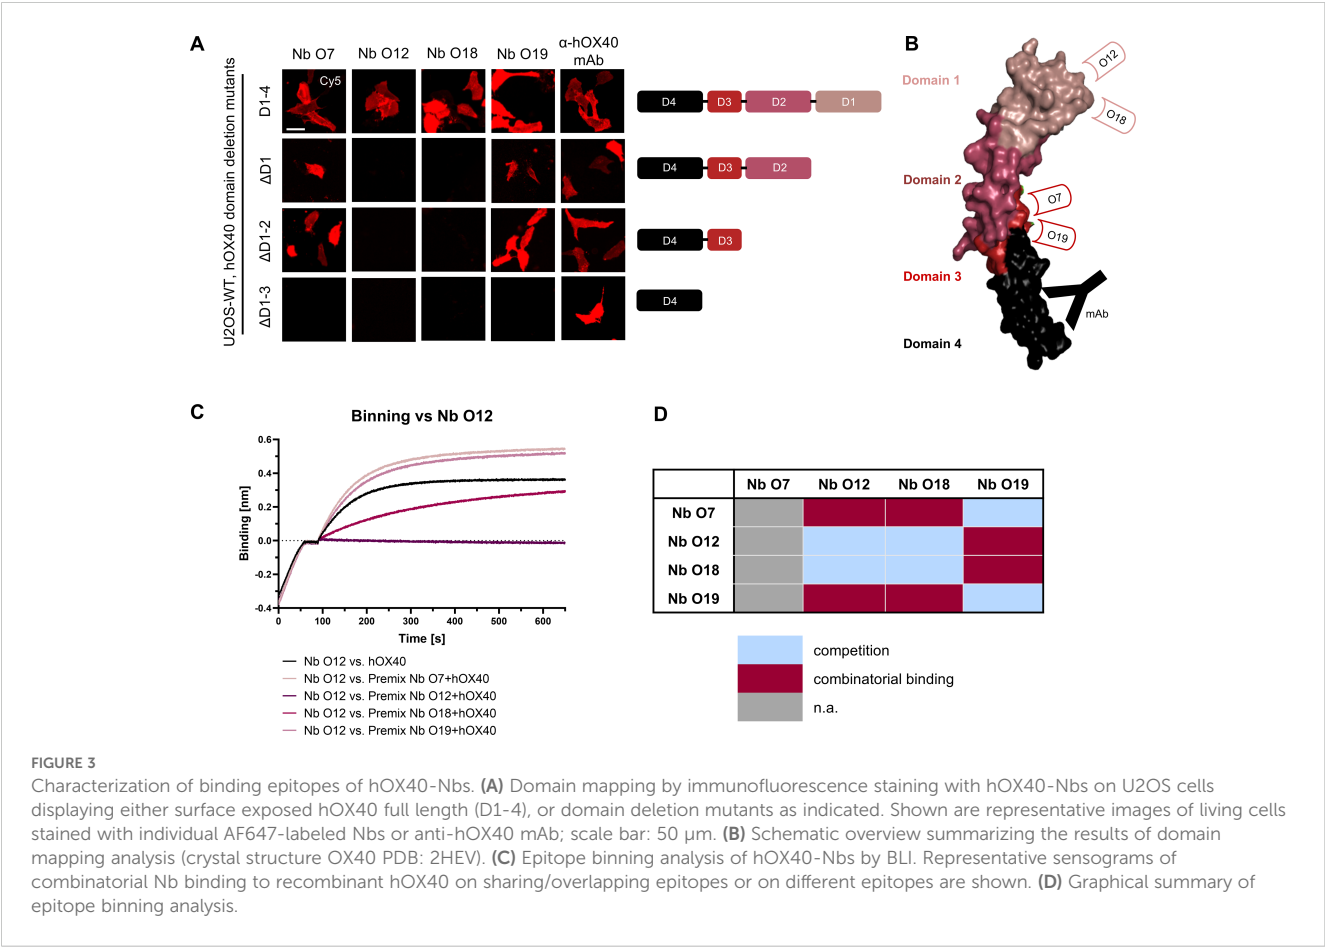 A
Nb O7
Nb O12
Nb O18
Nb O19
α-hOX40
mAb
U2OS-WT, hOX40 domain deletion mutants
D1-4
Cy5
D4
D3
D2
D1
ΔD1
D4
D3
D2
ΔD1-2
D4
D3
ΔD1-3
D4
B
Domain 1
O12
O18
Domain 2
O7
O19
Domain 3
mAb
Domain 4
C
Binning vs Nb O12
Binding [nm]
0.6
0.4
0.2
0.0
-0.2
-0.4
0
100
200
300
400
500
600
Time [s]
Nb O12 vs. hOX40
Nb O12 vs. Premix Nb O7+hOX40
Nb O12 vs. Premix Nb O12+hOX40
Nb O12 vs. Premix Nb O18+hOX40
Nb O12 vs. Premix Nb O19+hOX40
D
Nb O7
Nb O12
Nb O18
Nb O19
Nb O7
Nb O12
Nb O18
Nb O19
competition
combinatorial binding
n.a.
FIGURE 3
Characterization of binding epitopes of hOX40-Nbs. (A) Domain mapping by immunofluorescence staining with hOX40-Nbs on U2OS cells
displaying either surface exposed hOX40 full length (D1-4), or domain deletion mutants as indicated. Shown are representative images of living cells
stained with individual AF647-labeled Nbs or anti-hOX40 mAb; scale bar: 50 µm. (B) Schematic overview summarizing the results of domain
mapping analysis (crystal structure OX40 PDB: 2HEV). (C) Epitope binning analysis of hOX40-Nbs by BLI. Representative sensograms of
combinatorial Nb binding to recombinant hOX40 on sharing/overlapping epitopes or on different epitopes are shown. (D) Graphical summary of
epitope binning analysis.